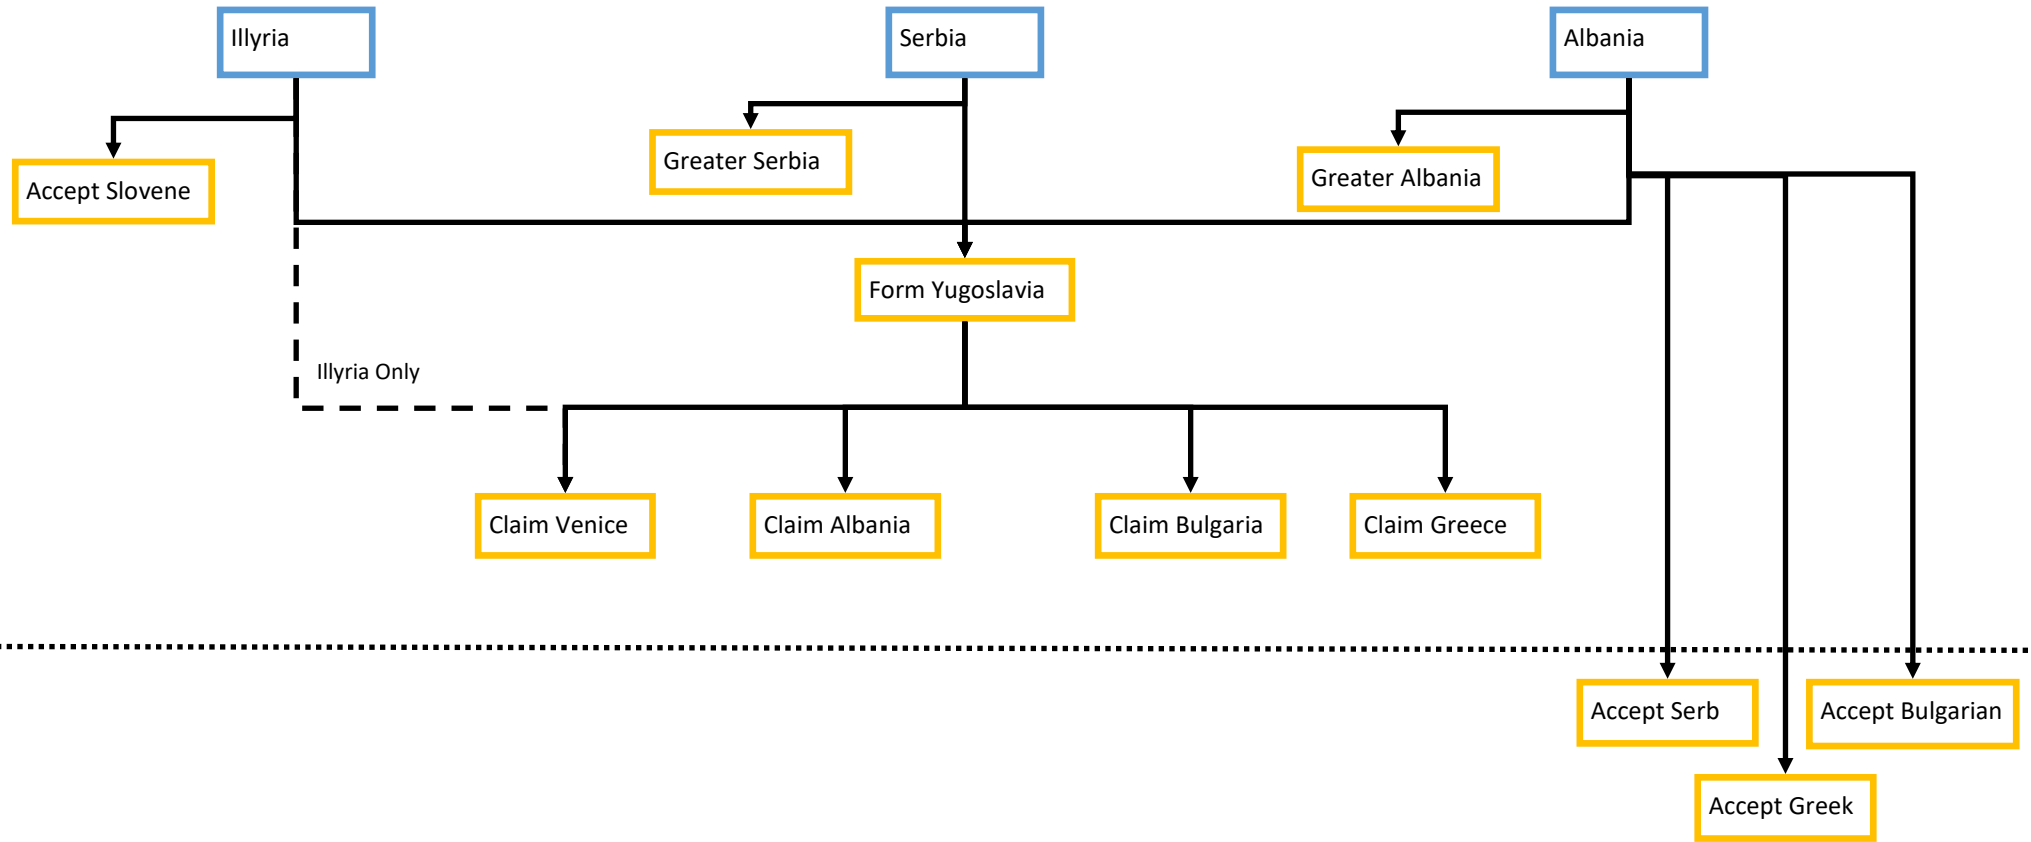 Illyria
Serbia
Albania
Greater Serbia
Greater Albania
Accept Slovene
Form Yugoslavia
Illyria Only
Claim Venice
Claim Albania
Claim Bulgaria
Claim Greece
Accept Serb
Accept Bulgarian
Accept Greek